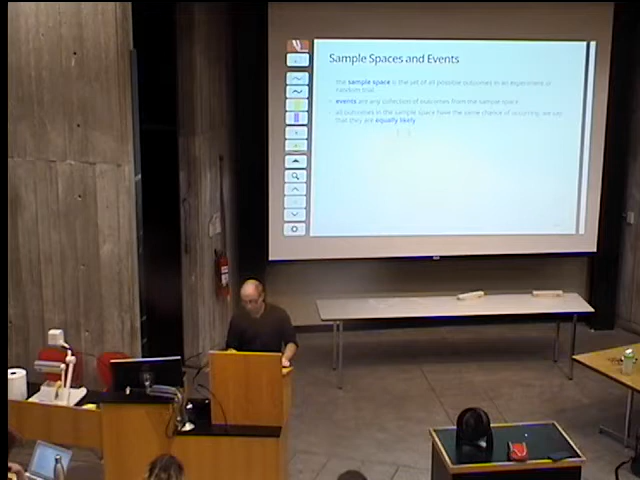 Sample Spaces and Events
the sample space is the set of all possible outcomes in an experiment or
random trial
events are any collection of outcomes from the sample space
all outcomes in the sample space have the same chance of occurring, we say
that they are equally likely